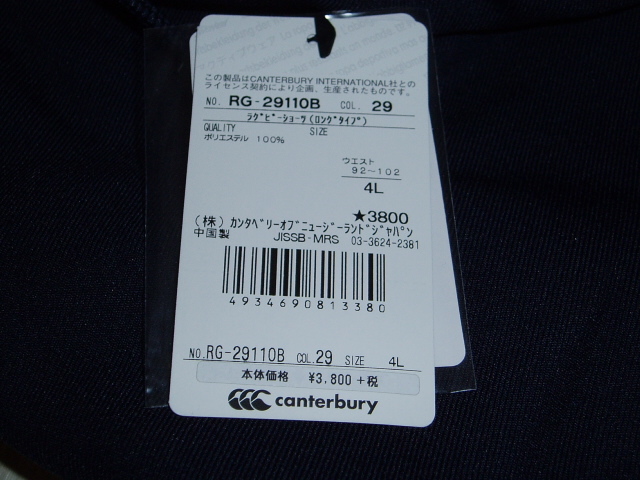 この製品はCANTERBURY INTERNATIONAL社との
ライセンス契約により企画、生産されたものです。
NO. RG-29110B COL. 29
ﾗｸﾞﾋﾞｰｼｮｰﾂ(ﾛﾝｸﾞﾀｲﾌﾟ)
QUALITY SIZE
ポリエステル 100%
ウエスト
92~102
4L
★3800
(株) ｶﾝﾀﾍﾞﾘｰｵﾌﾞﾆｭｰｼﾞｰﾗﾝﾄﾞｼﾞｬﾊﾟﾝ
中国製 JISSB-MRS 03-3624-2381
4934690813380
NO. RG-29110B COL. 29 SIZE 4L
本体価格 ¥3,800 +税
canterbury